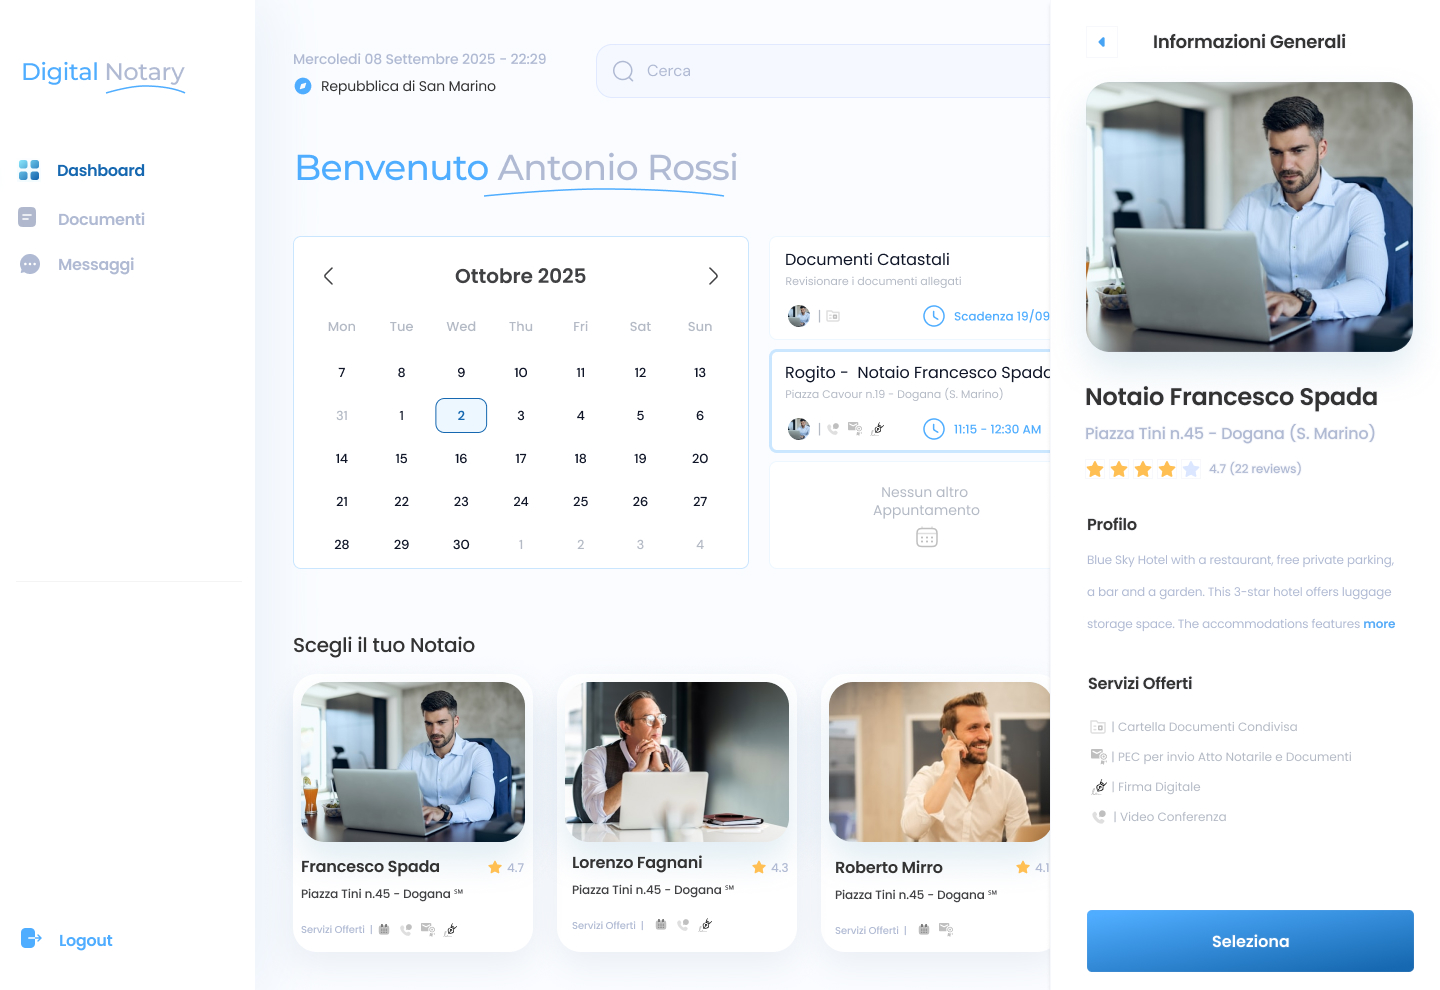 Digital Notary
Dashboard
Documenti
Messaggi
Logout
Mercoledi 08 Settembre 2025 - 22:29
Repubblica di San Marino
Cerca
Benvenuto Antonio Rossi
Ottobre 2025
Mon Tue Wed Thu Fri Sat Sun
7 8 9 10 11 12 13
31 1 2 3 4 5 6
14 15 16 17 18 19 20
21 22 23 24 25 26 27
28 29 30 1 2 3 4
Documenti Catastali
Revisionare i documenti allegati
| Scadenza 19/09
Rogito - Notaio Francesco Spada
Piazza Cavour n.19 - Dogana (S. Marino)
| 11:15 - 12:30 AM
Nessun altro
Appuntamento
Scegli il tuo Notaio
Francesco Spada 4.7
Piazza Tini n.45 - Dogana ℠
Servizi Offerti |
Lorenzo Fagnani 4.3
Piazza Tini n.45 - Dogana ℠
Servizi Offerti |
Roberto Mirro 4.1
Piazza Tini n.45 - Dogana ℠
Servizi Offerti |
Informazioni Generali
Notaio Francesco Spada
Piazza Tini n.45 - Dogana (S. Marino)
4.7 (22 reviews)
Profilo
Blue Sky Hotel with a restaurant, free private parking,
a bar and a garden. This 3-star hotel offers luggage
storage space. The accommodations features more
Servizi Offerti
| Cartella Documenti Condivisa
| PEC per invio Atto Notarile e Documenti
| Firma Digitale
| Video Conferenza
Seleziona